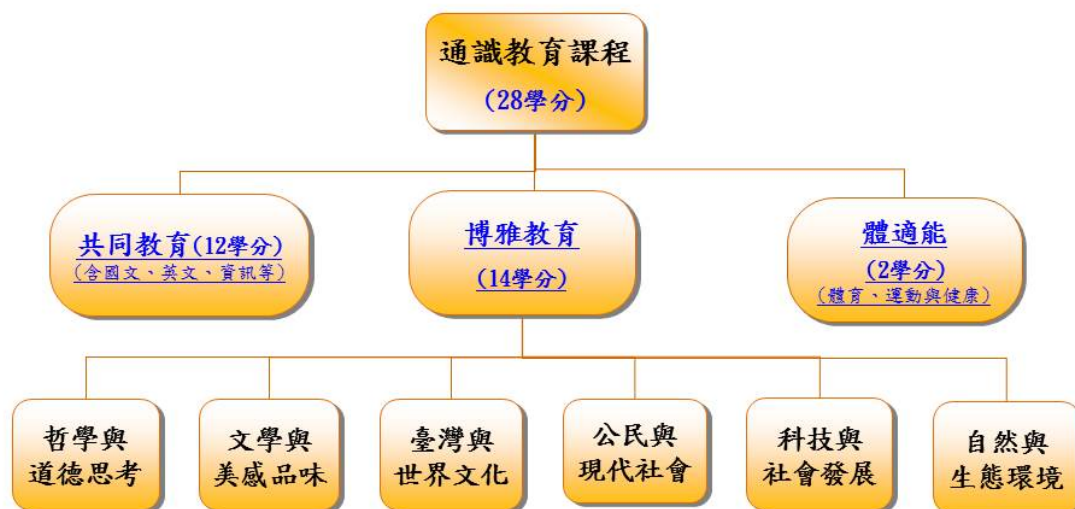 通識教育課程
(28學分)
共同教育(12學分)
(含國文、英文、資訊等)
博雅教育
(14學分)
體適能
(2學分)
(體育、運動與健康)
哲學與
道德思考
文學與
美感品味
臺灣與
世界文化
公民與
現代社會
科技與
社會發展
自然與
生態環境